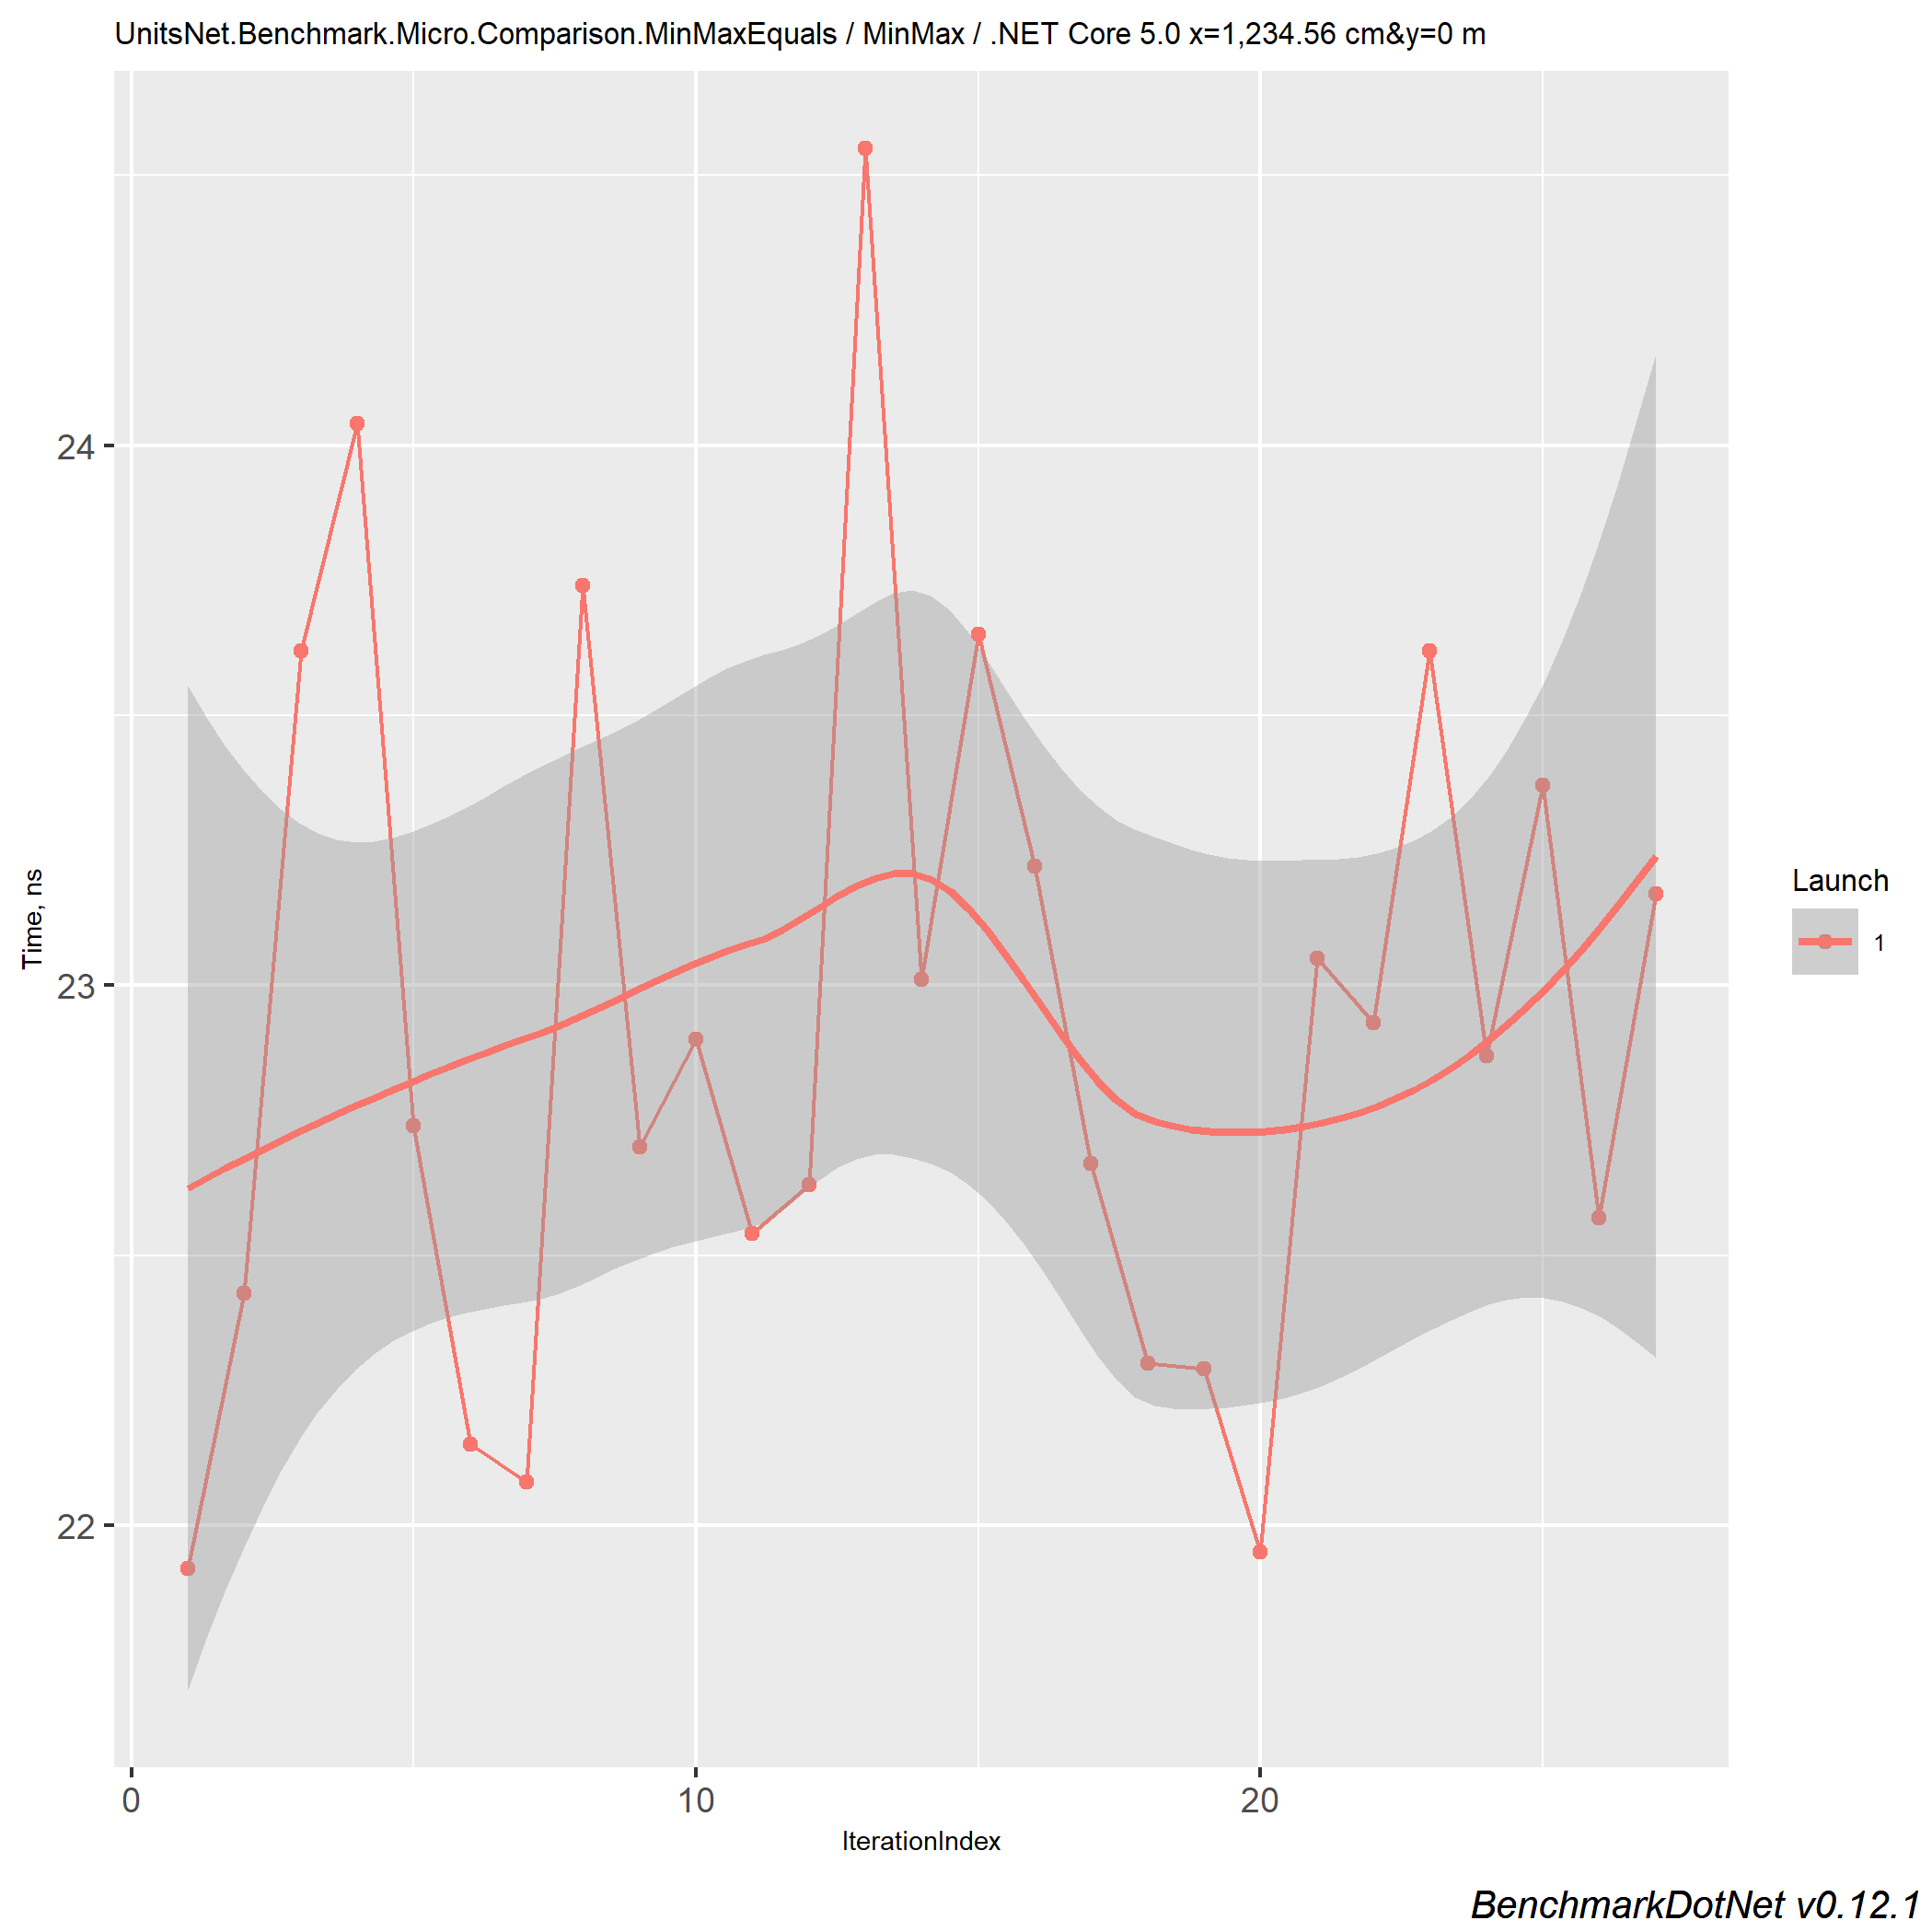 UnitsNet.Benchmark.Micro.Comparison.MinMaxEquals / MinMax / .NET Core 5.0 x=1,234.56 cm&y=0 m
24
23
22
Time, ns
0 10 20
IterationIndex
Launch
1
BenchmarkDotNet v0.12.1